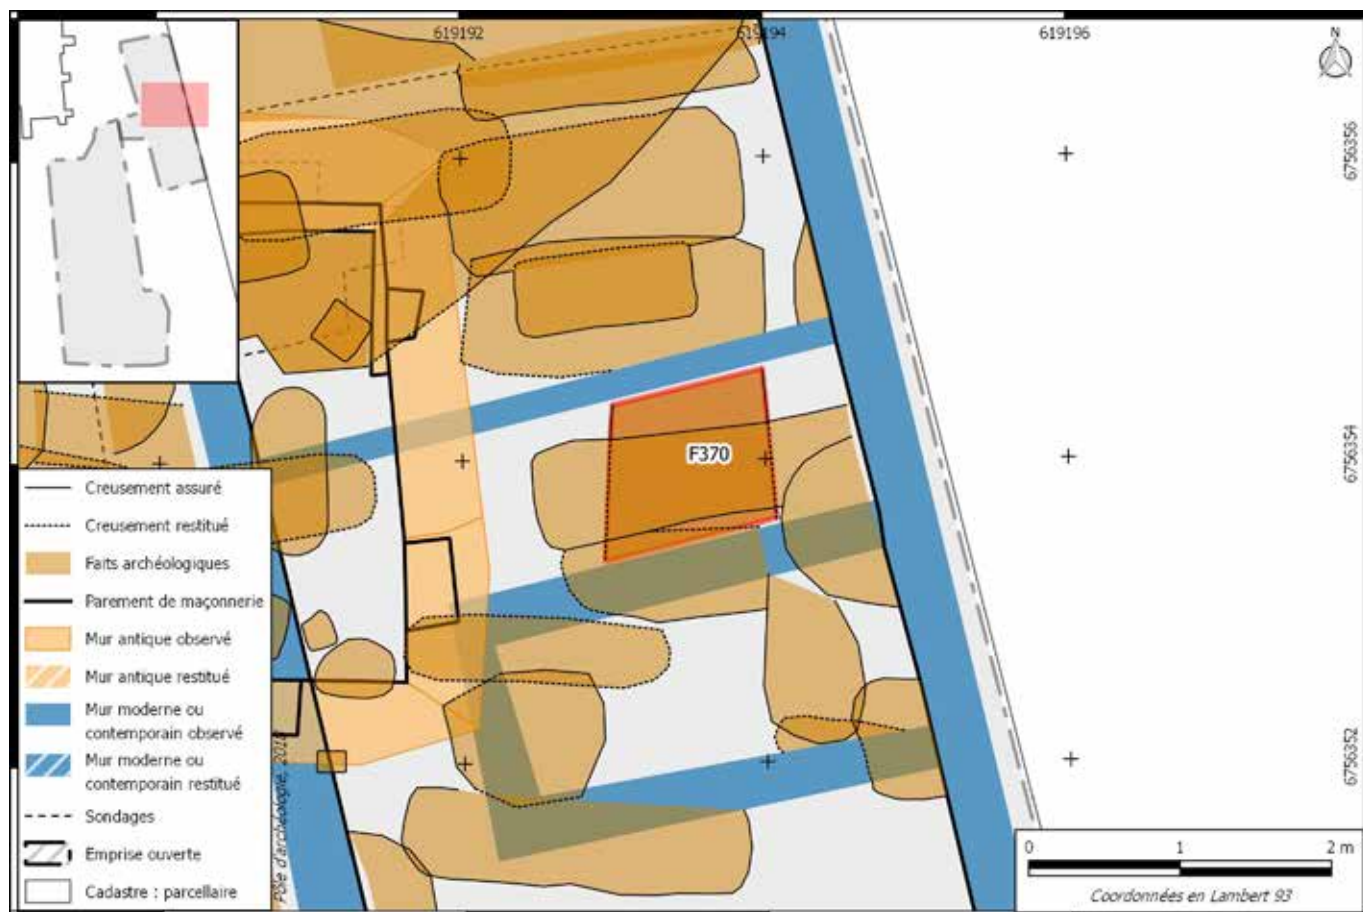 619192
619194
619196
N
6756356
6756354
6756352
F370
Creusement assuré
Creusement restitué
Faits archéologiques
Parement de maçonnerie
Mur antique observé
Mur antique restitué
Mur moderne ou
contemporain observé
Mur moderne ou
contemporain restitué
Sondages
Emprise ouverte
Cadastre : parcellaire
Pôle d'archéologie,
0 1 2 m
Coordonnées en Lambert 93